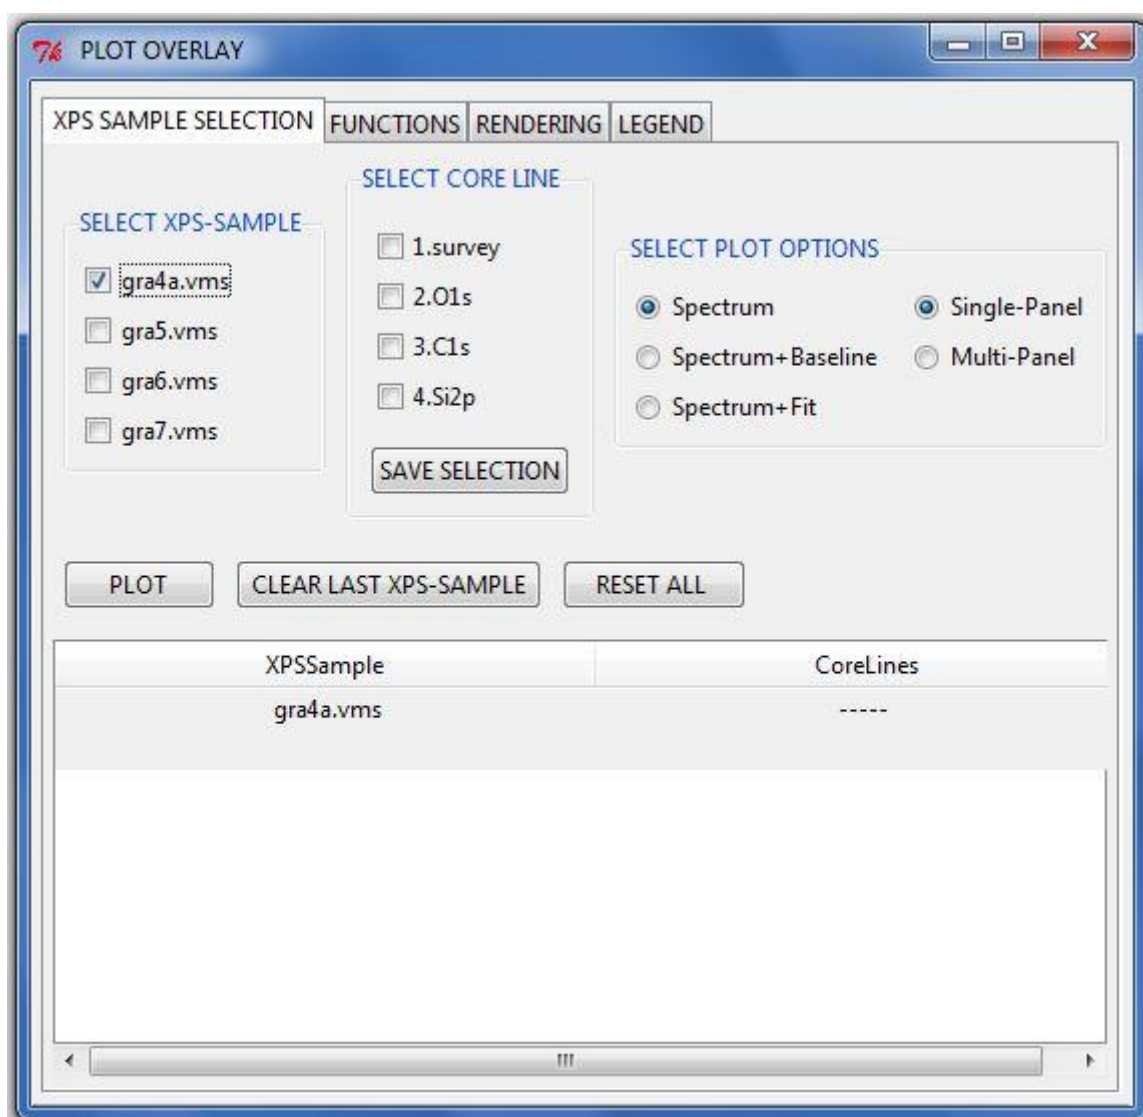 PLOT OVERLAY
XPS SAMPLE SELECTION FUNCTIONS RENDERING LEGEND
SELECT XPS-SAMPLE
gra4a.vms
gra5.vms
gra6.vms
gra7.vms
SELECT CORE LINE
1.survey
2.O1s
3.C1s
4.Si2p
SAVE SELECTION
SELECT PLOT OPTIONS
Spectrum Single-Panel
Spectrum+Baseline Multi-Panel
Spectrum+Fit
PLOT CLEAR LAST XPS-SAMPLE RESET ALL
XPSSample CoreLines
gra4a.vms -----